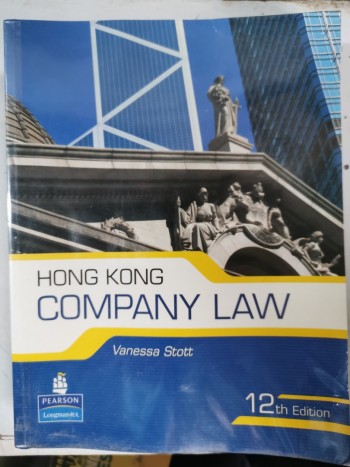 HONG KONG
COMPANY LAW
Vanessa Stott
PEARSON
Longman
12th Edition